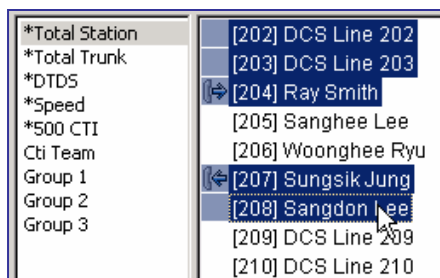 *Total Station
*Total Trunk
*DTDS
*Speed
*500 CTI
Cti Team
Group 1
Group 2
Group 3
[202] DCS Line 202
[203] DCS Line 203
[204] Ray Smith
[205] Sanghee Lee
[206] Woonghee Ryu
[207] Sungsik Jung
[208] Sangdon Lee
[209] DCS Line 209
[210] DCS Line 210